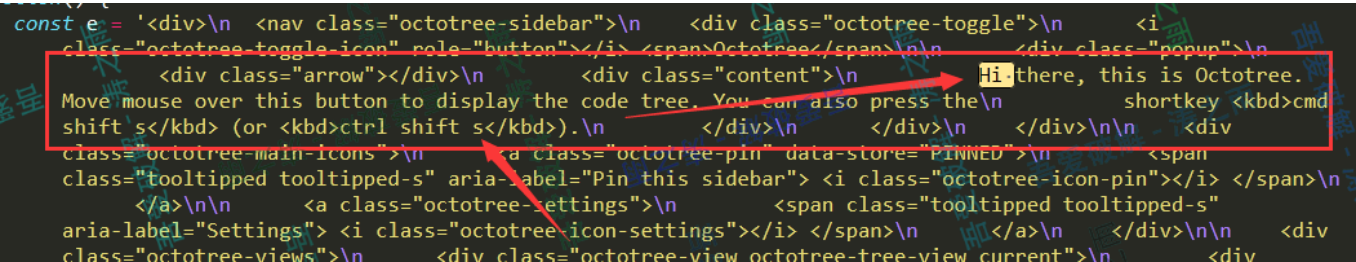 const e = '<div>\n  <nav class="octotree-sidebar">\n    <div class="octotree-toggle">\n      <i
class="octotree-toggle-icon" role="button"></i> <span>Octotree</span>\n\n      <div class="popup">\n
<div class="arrow"></div>\n        <div class="content">\n          Hi there, this is Octotree.
Move mouse over this button to display the code tree. You can also press the\n          shortkey <kbd>cmd
shift s</kbd> (or <kbd>ctrl shift s</kbd>).\n        </div>\n      </div>\n    </div>\n\n    <div
class="octotree-main-icons">\n      <a class="octotree-pin" data-store="PINNED">\n        <span
class="tooltipped tooltipped-s" aria-label="Pin this sidebar"> <i class="octotree-icon-pin"></i> </span>\n
</a>\n\n      <a class="octotree-settings">\n        <span class="tooltipped tooltipped-s"
aria-label="Settings"> <i class="octotree-icon-settings"></i> </span>\n      </a>\n    </div>\n\n    <div
class="octotree-views">\n      <div class="octotree-view octotree-tree-view current">\n        <div